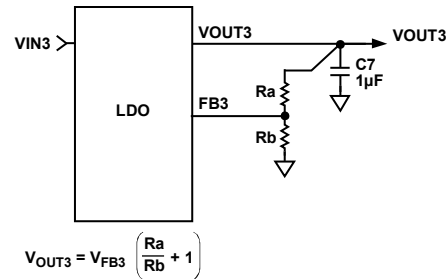 VOUT3
VOUT3
VIN3
C7
1µF
Ra
LDO
FB3
Rb
VOUT3 = VFB3 (Ra/Rb + 1)